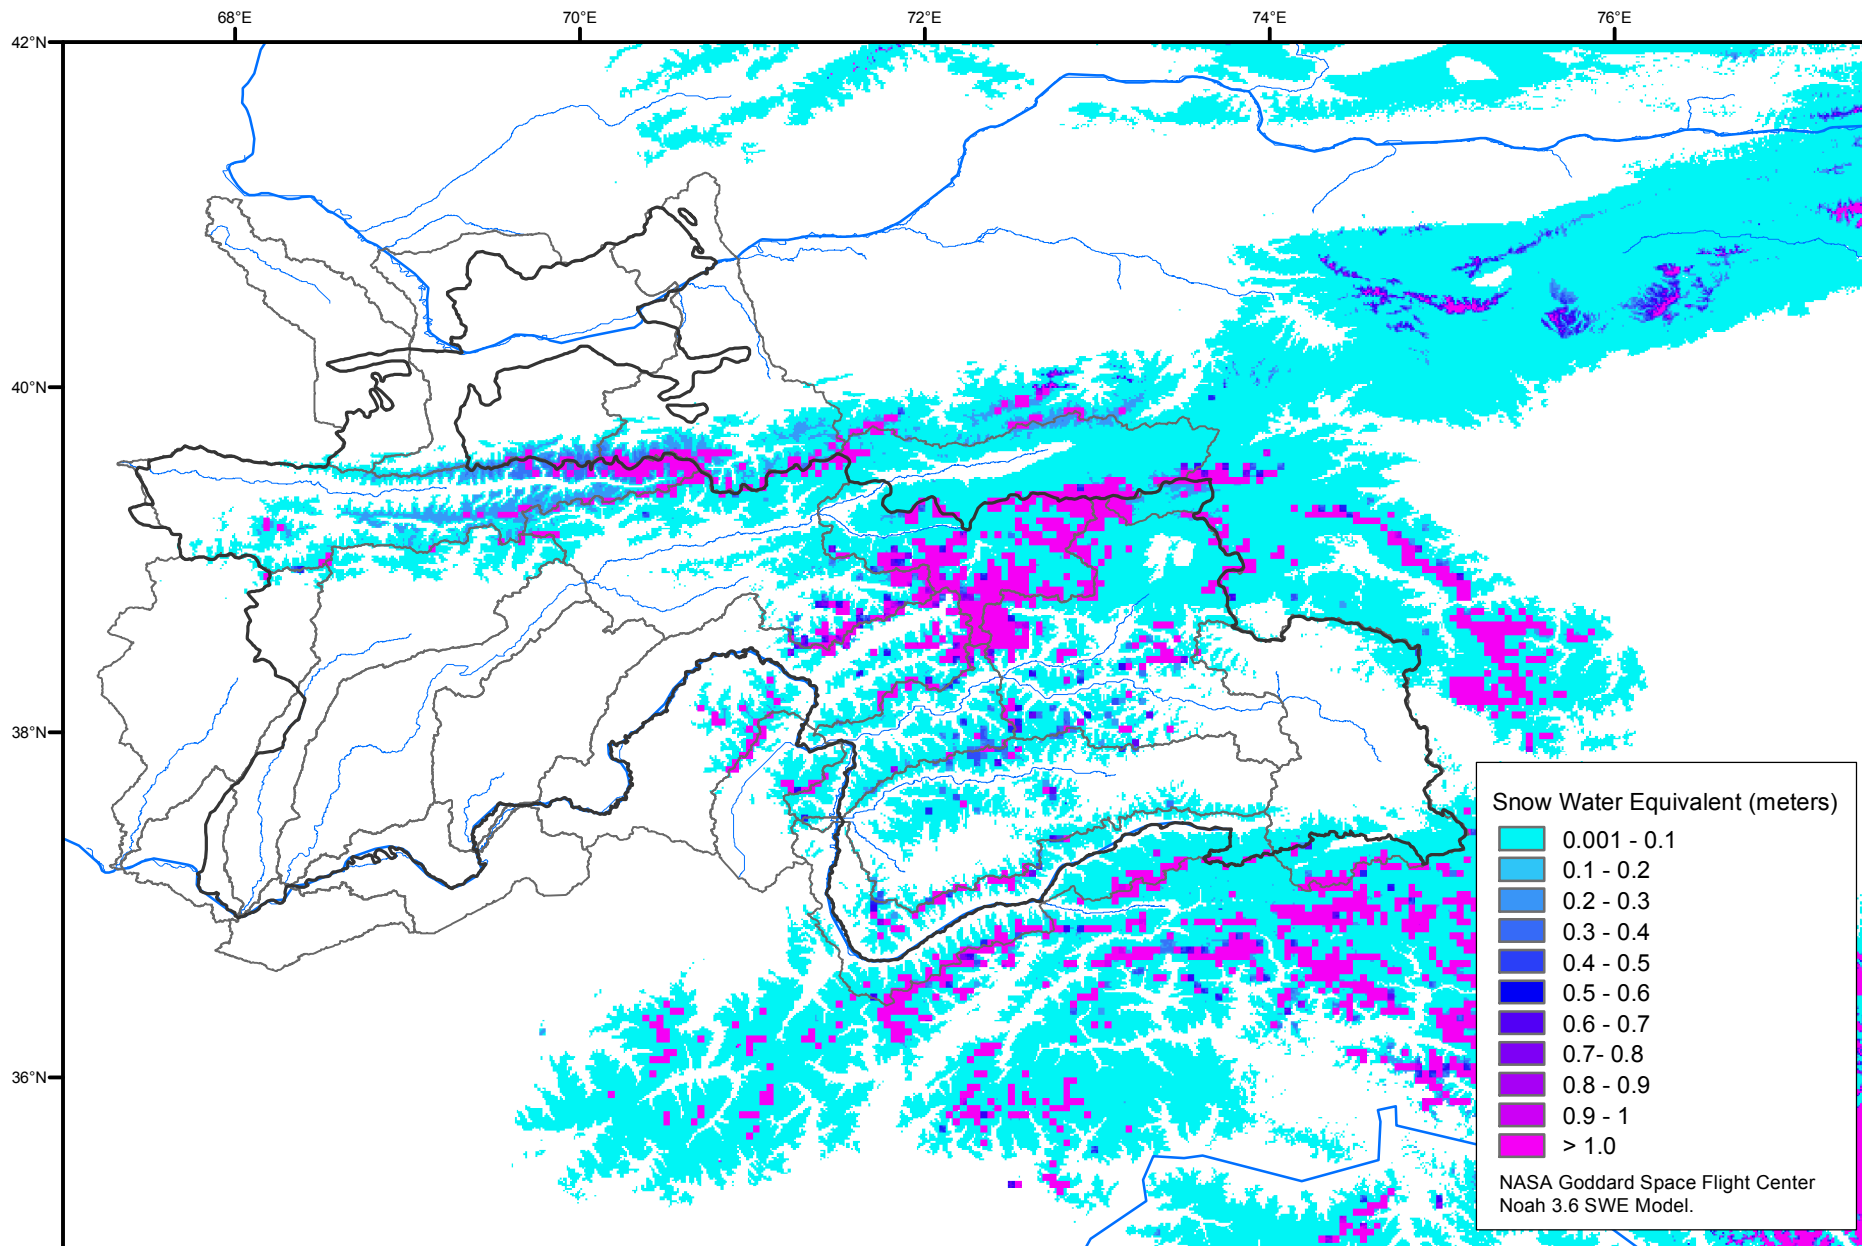 68°E
70°E
72°E
74°E
76°E
42°N
40°N
38°N
36°N
Snow Water Equivalent (meters)
0.001 - 0.1
0.1 - 0.2
0.2 - 0.3
0.3 - 0.4
0.4 - 0.5
0.5 - 0.6
0.6 - 0.7
0.7- 0.8
0.8 - 0.9
0.9 - 1
> 1.0
NASA Goddard Space Flight Center
Noah 3.6 SWE Model.